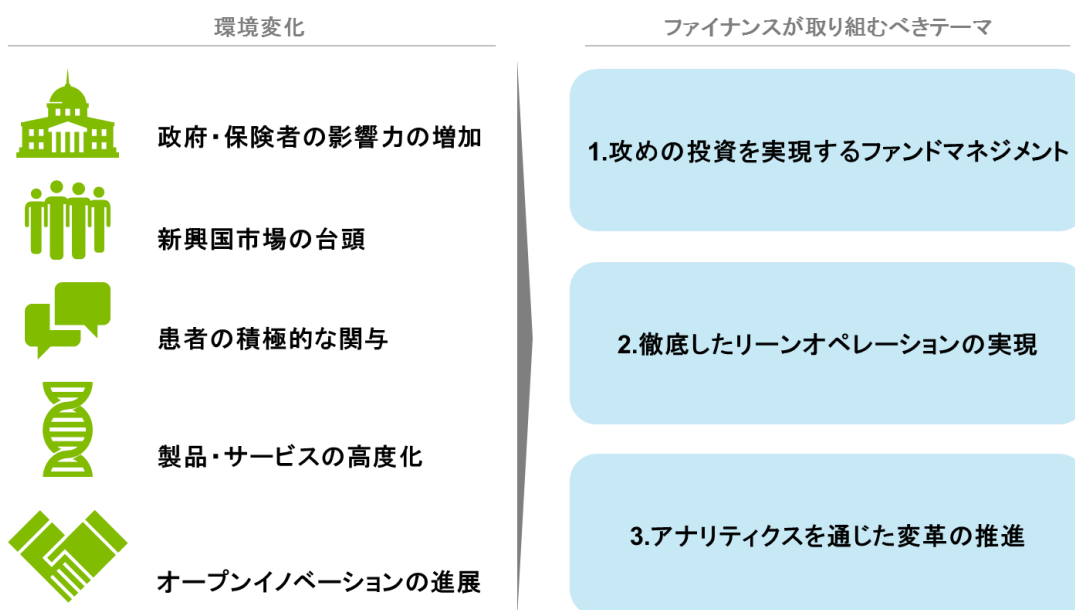 環境変化
政府・保険者の影響力の増加
新興国市場の台頭
患者の積極的な関与
製品・サービスの高度化
オープンイノベーションの進展
ファイナンスが取り組むべきテーマ
1.攻めの投資を実現するファンドマネジメント
2.徹底したリーンオペレーションの実現
3.アナリティクスを通じた変革の推進